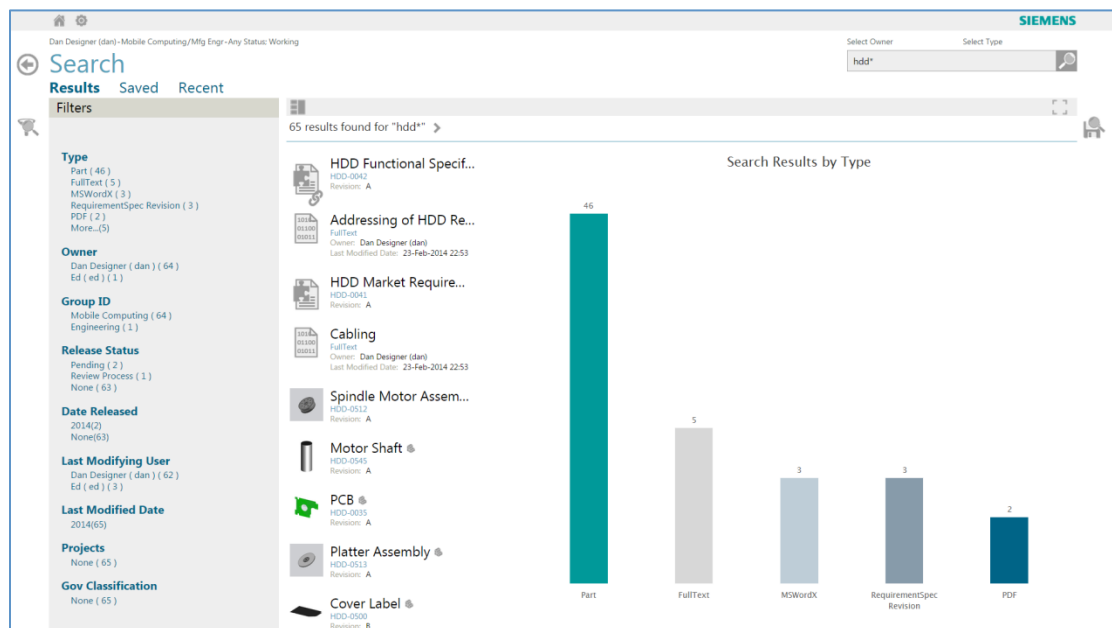 SIEMENS
Dan Designer (dan)-Mobile Computing/Mfg Engr-Any Status: Working
Select Owner
Select Type
hdd*
Search
Results Saved Recent
Filters
65 results found for "hdd*"
Type
Part ( 46 )
FullText ( 5 )
MSWordX ( 3 )
RequirementSpec Revision ( 3 )
PDF ( 2 )
More...(5)
Owner
Dan Designer ( dan ) ( 64 )
Ed ( ed ) ( 1 )
Group ID
Mobile Computing ( 64 )
Engineering ( 1 )
Release Status
Pending ( 2 )
Review Process ( 1 )
None ( 63 )
Date Released
2014(2)
None(63)
Last Modifying User
Dan Designer ( dan ) ( 62 )
Ed ( ed ) ( 3 )
Last Modified Date
2014(65)
Projects
None ( 65 )
Gov Classification
None ( 65 )
HDD Functional Specif...
HDD-0042
Revision: A
1010
01100
01011
Addressing of HDD Re...
FullText
Owner: Dan Designer (dan)
Last Modified Date: 23-Feb-2014 22:53
HDD Market Require...
HDD-0041
Revision: A
1010
01100
01011
Cabling
FullText
Owner: Dan Designer (dan)
Last Modified Date: 23-Feb-2014 22:53
Spindle Motor Assem...
HDD-0512
Revision: A
Motor Shaft
HDD-0545
Revision: A
PCB
HDD-0035
Revision: A
Platter Assembly
HDD-0513
Revision: A
Cover Label
HDD-0500
Revision: B
Search Results by Type
46
5
3
3
2
Part
FullText
MSWordX
RequirementSpec
Revision
PDF